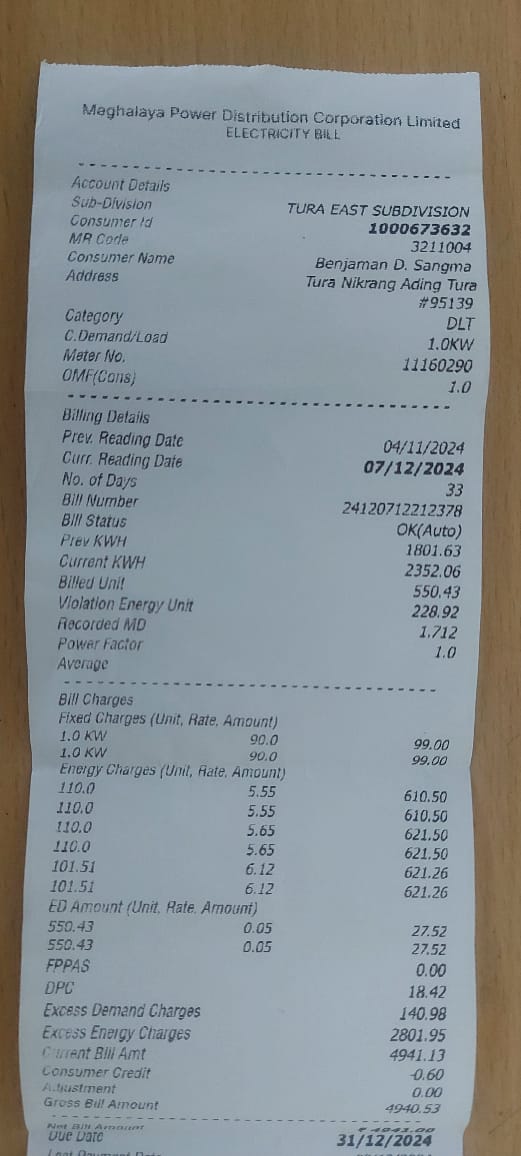 Meghalaya Power Distribution Corporation Limited
ELECTRICITY BILL
Account Details
Sub-Division TURA EAST SUBDIVISION
Consumer Id 1000673632
MR Code 3211004
Consumer Name Benjaman D. Sangma
Address Tura Nikrang Ading Tura
#95139
Category DLT
C.Demand/Load 1.0KW
Meter No. 11160290
OMF(Cons) 1.0
Billing Details
Prev. Reading Date 04/11/2024
Curr. Reading Date 07/12/2024
No. of Days 33
Bill Number 24120712212378
Bill Status OK(Auto)
Prev KWH 1801.63
Current KWH 2352.06
Billed Unit 550.43
Violation Energy Unit 228.92
Recorded MD 1.712
Power Factor 1.0
Average
Bill Charges
Fixed Charges (Unit, Rate, Amount)
1.0 KW 90.0 99.00
1.0 KW 90.0 99.00
Energy Charges (Unit, Rate, Amount)
110.0 5.55 610.50
110.0 5.55 610.50
110.0 5.65 621.50
110.0 5.65 621.50
101.51 6.12 621.26
101.51 6.12 621.26
ED Amount (Unit, Rate, Amount)
550.43 0.05 27.52
550.43 0.05 27.52
FPPAS 0.00
DPC 18.42
Excess Demand Charges 140.98
Excess Energy Charges 2801.95
Current Bill Amt 4941.13
Consumer Credit -0.60
Adjustment 0.00
Gross Bill Amount 4940.53
Net Bill Amount ₹ 4941.00
Due Date 31/12/2024